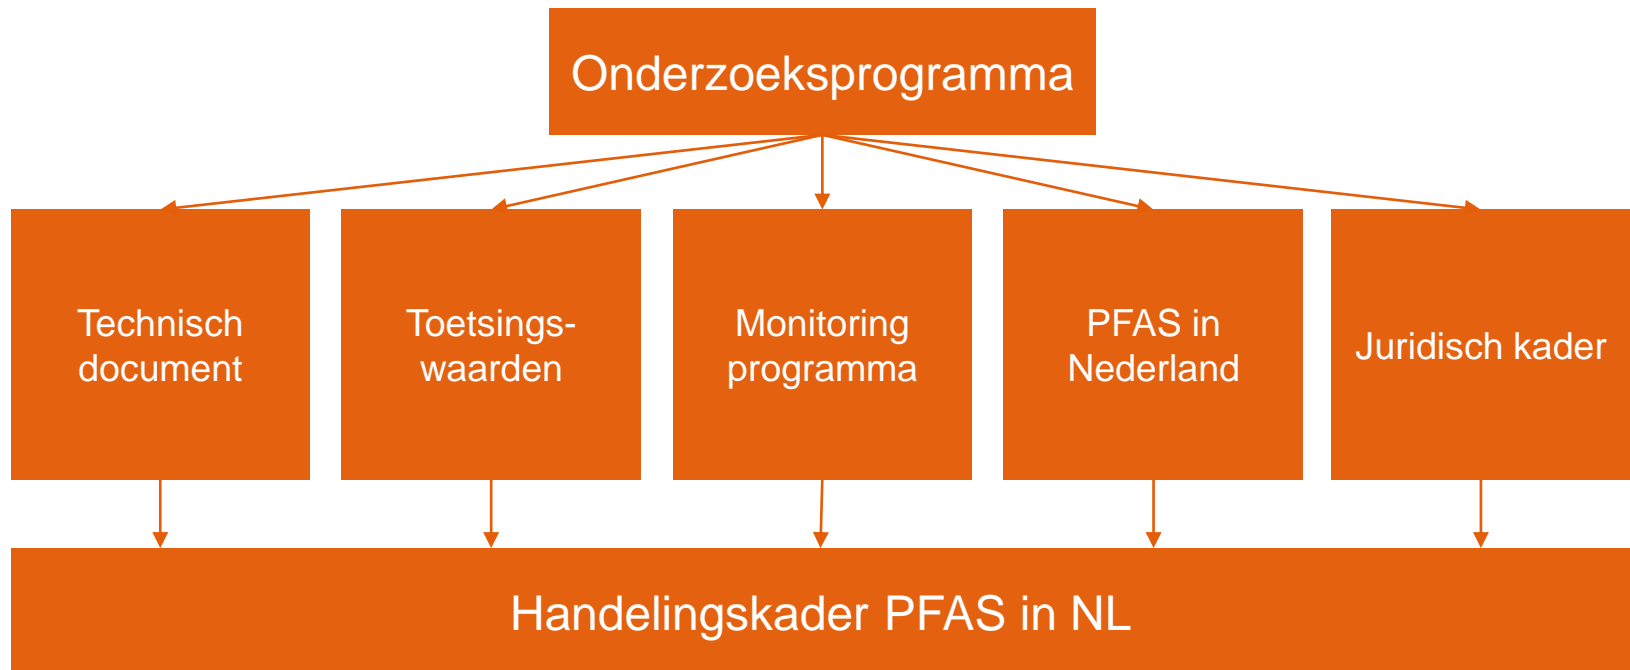 Onderzoeksprogramma
Technisch
document
Toetsings-
waarden
Monitoring
programma
PFAS in
Nederland
Juridisch kader
Handelingskader PFAS in NL